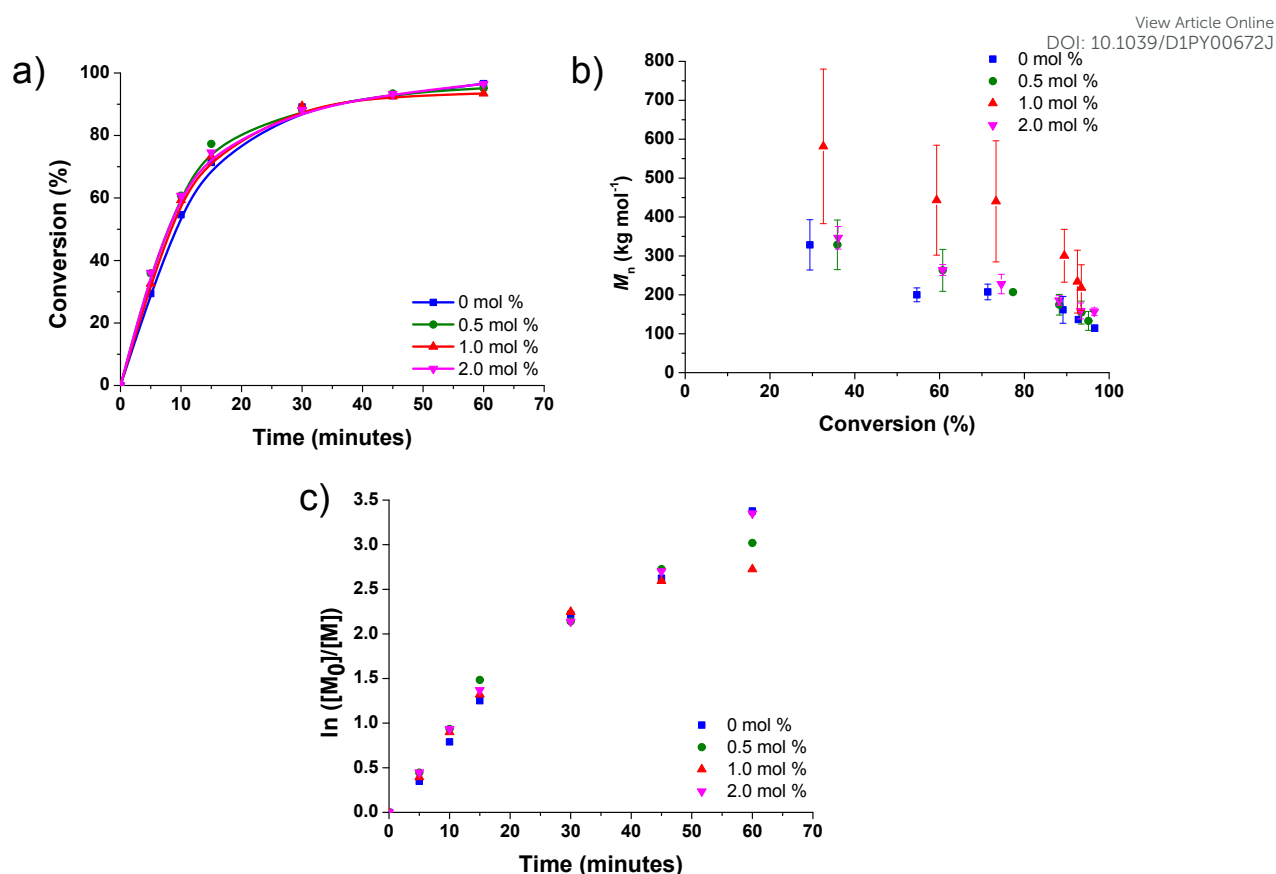 View Article Online
DOI: 10.1039/D1PY00672J
a)
100
80
60
40
20
0
Conversion (%)
0 mol %
0.5 mol %
1.0 mol %
2.0 mol %
0 10 20 30 40 50 60 70
Time (minutes)
b)
800
700
600
500
400
300
200
100
0
Mn (kg mol-1)
0 mol %
0.5 mol %
1.0 mol %
2.0 mol %
0 20 40 60 80 100
Conversion (%)
c)
3.5
3.0
2.5
2.0
1.5
1.0
0.5
0.0
ln ([M0]/[M])
0 mol %
0.5 mol %
1.0 mol %
2.0 mol %
0 10 20 30 40 50 60 70
Time (minutes)